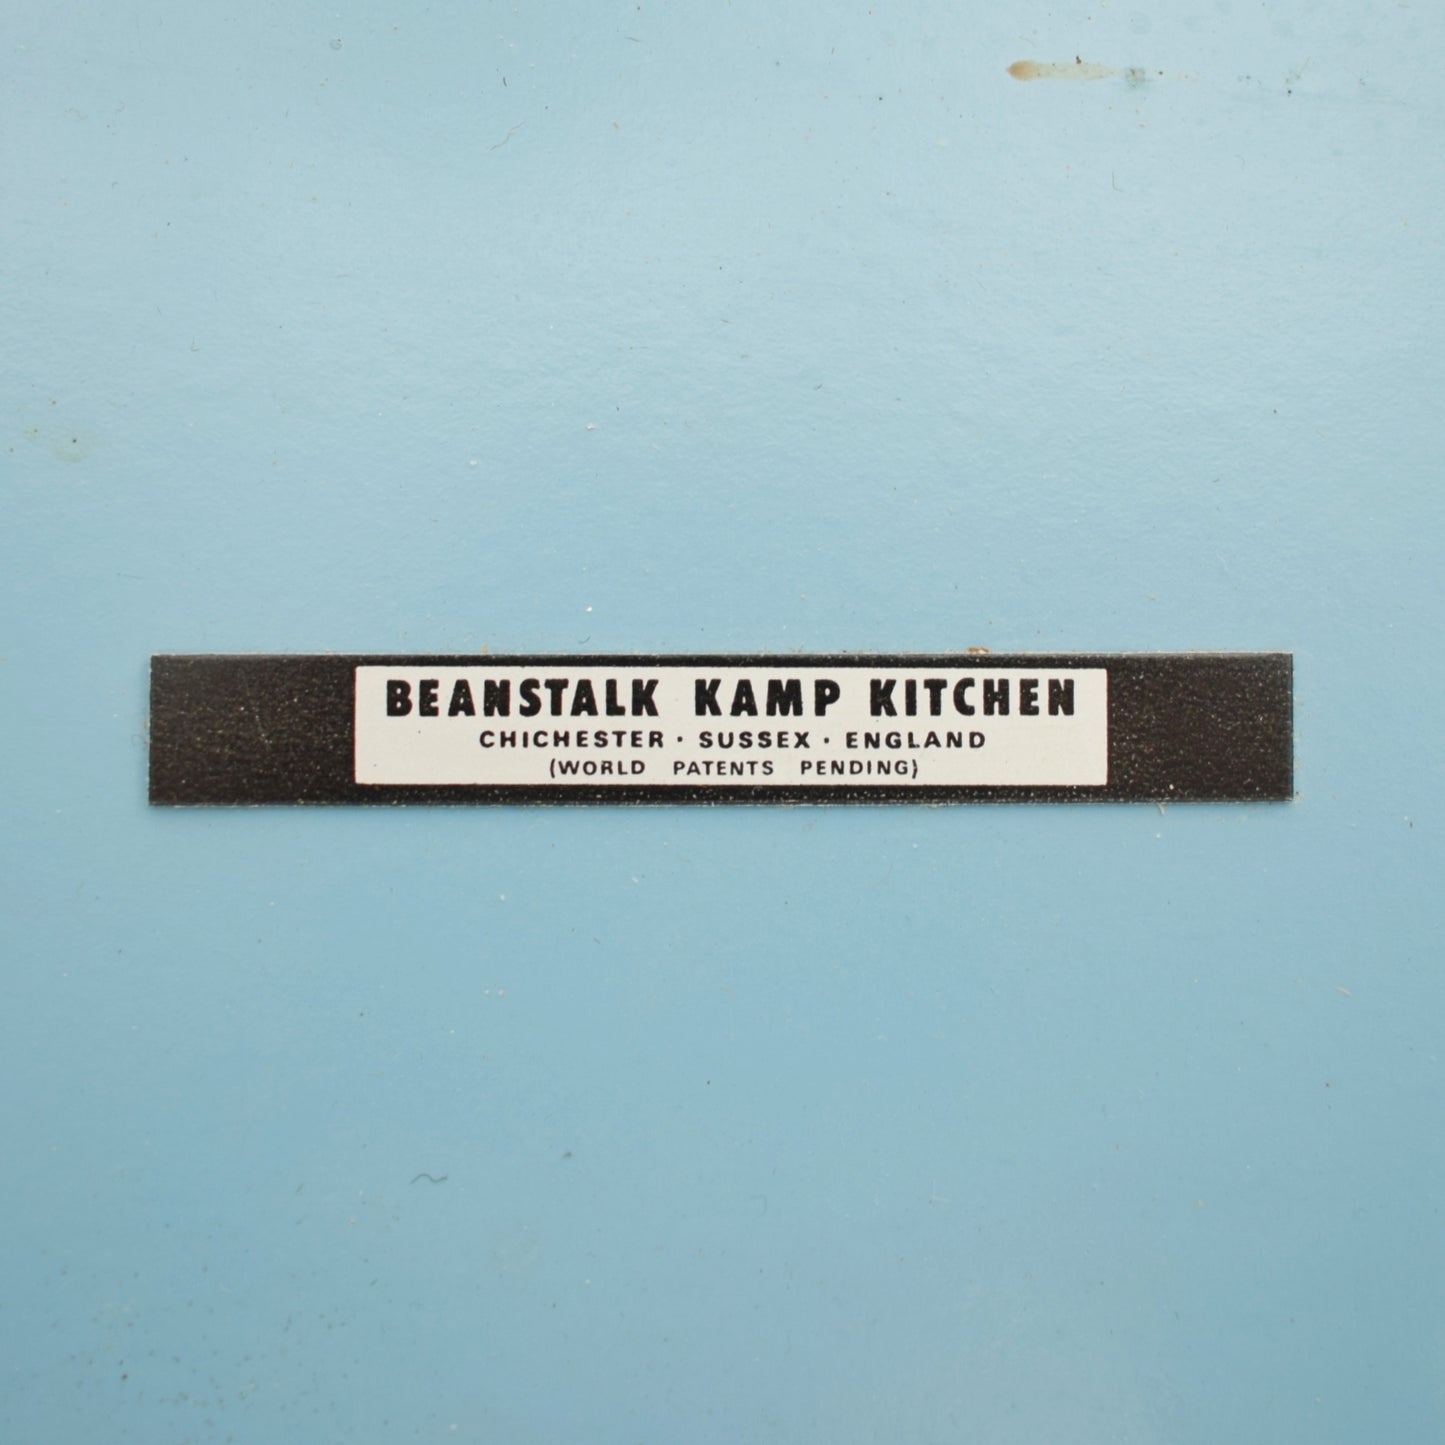 BEANSTALK KAMP KITCHEN
CHICHESTER · SUSSEX · ENGLAND
(WORLD PATENTS PENDING)